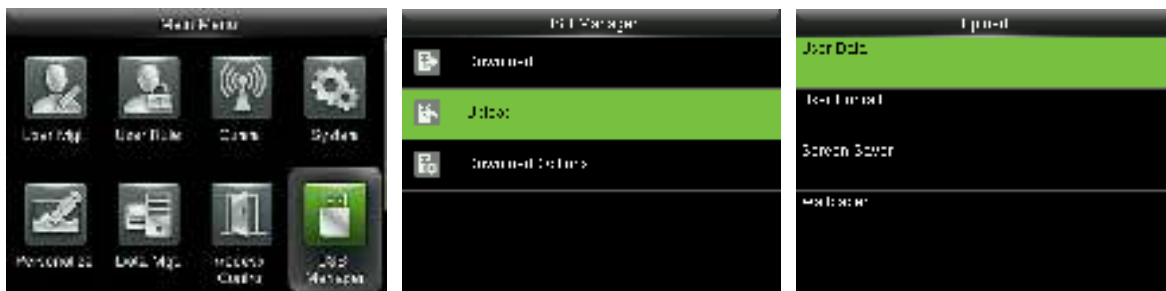 Main Menu
User Mgt.
User Role
Comm.
System
Personalize
Data Mgt.
Access
Control
USB
Manager
USB Manager
Download
Upload
Download Options
Upload
User Data
User Portrait
Screen Saver
Wallpaper